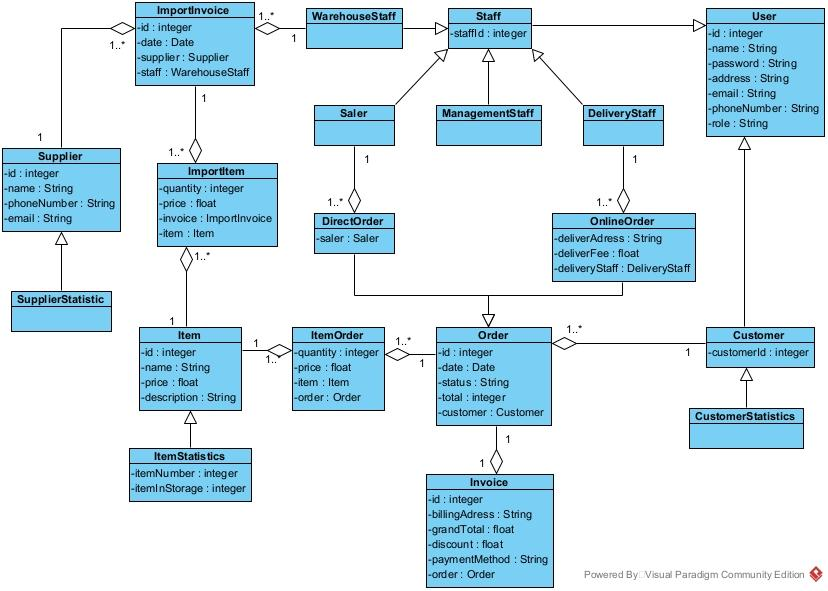 ImportInvoice
-id : integer
-date : Date
-supplier : Supplier
-staff : WarehouseStaff
1..*
1..*
1
WarehouseStaff
Staff
-staffId : integer
User
-id : integer
-name : String
-password : String
-address : String
-email : String
-phoneNumber : String
-role : String
1
1
1..*
Supplier
-id : integer
-name : String
-phoneNumber : String
-email : String
SupplierStatistic
ImportItem
-quantity : integer
-price : float
-invoice : ImportInvoice
-item : Item
1..*
1
Saler
ManagementStaff
DeliveryStaff
1
1..*
1
1..*
DirectOrder
-saler : Saler
OnlineOrder
-deliverAdress : String
-deliverFee : float
-deliveryStaff : DeliveryStaff
Item
-id : integer
-name : String
-price : float
-description : String
1
1..*
ItemOrder
-quantity : integer
-price : float
-item : Item
-order : Order
1..*
1
Order
-id : integer
-date : Date
-status : String
-total : integer
-customer : Customer
1..*
1
Customer
-customerId : integer
CustomerStatistics
ItemStatistics
-itemNumber : integer
-itemInStorage : integer
1
1
Invoice
-id : integer
-billingAdress : String
-grandTotal : float
-discount : float
-paymentMethod : String
-order : Order
Powered By Visual Paradigm Community Edition